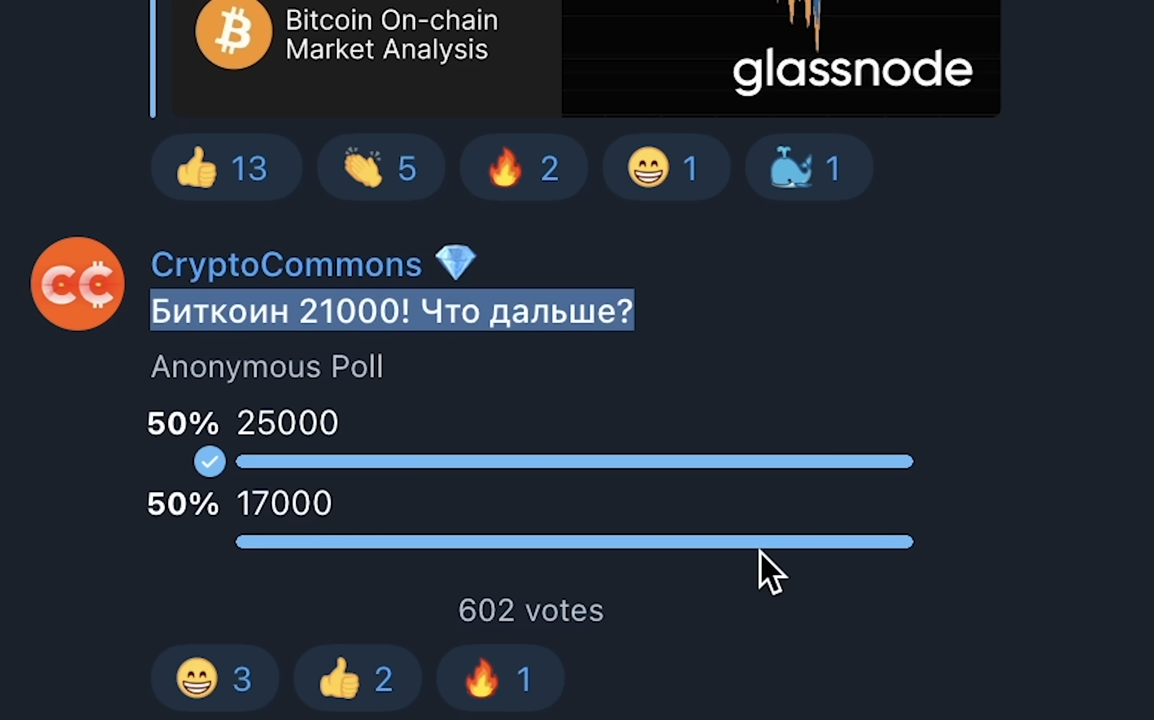 Bitcoin On-chain
Market Analysis
glassnode
13 5 2 1 1
CryptoCommons
Биткоин 21000! Что дальше?
Anonymous Poll
50% 25000
50% 17000
602 votes
3 2 1